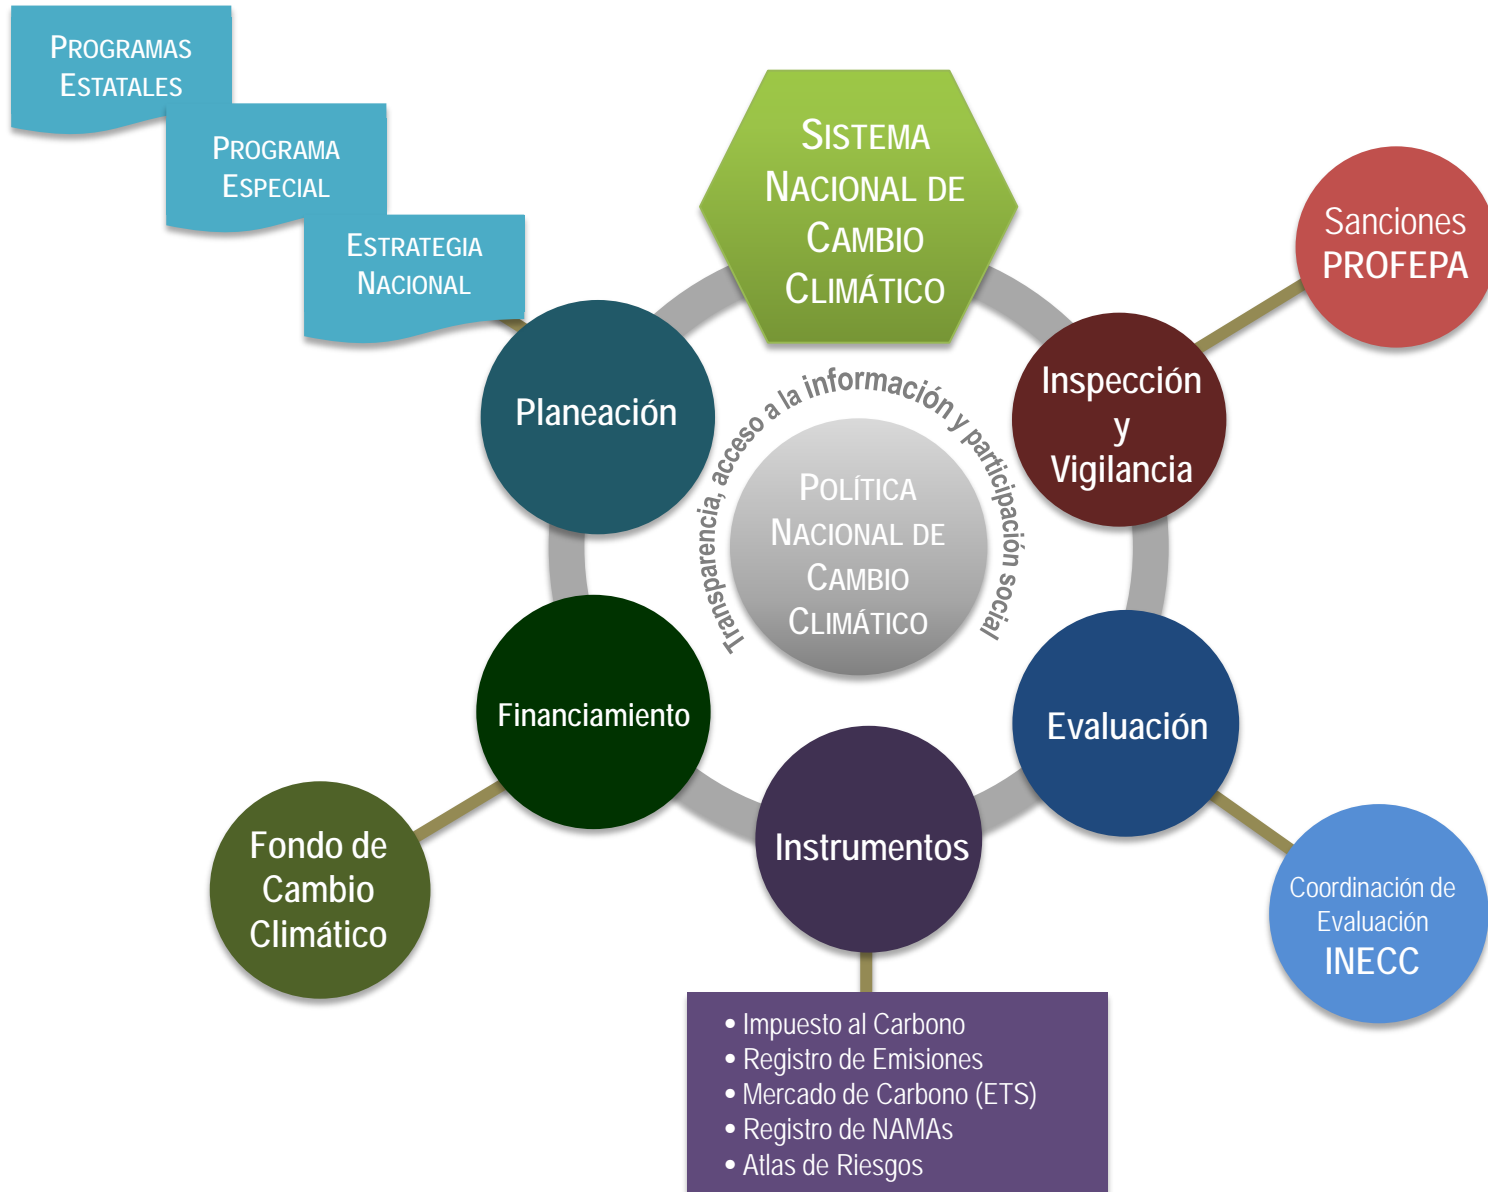 PROGRAMAS
ESTATALES
PROGRAMA
ESPECIAL
ESTRATEGIA
NACIONAL
SISTEMA
NACIONAL DE
CAMBIO
CLIMÁTICO
Sanciones
PROFEPA
Planeación
Inspección
y
Vigilancia
Transparencia, acceso a la información y participación social
POLÍTICA
NACIONAL DE
CAMBIO
CLIMÁTICO
Financiamiento
Evaluación
Instrumentos
Fondo de
Cambio
Climático
Coordinación de
Evaluación
INECC
• Impuesto al Carbono
• Registro de Emisiones
• Mercado de Carbono (ETS)
• Registro de NAMAs
• Atlas de Riesgos